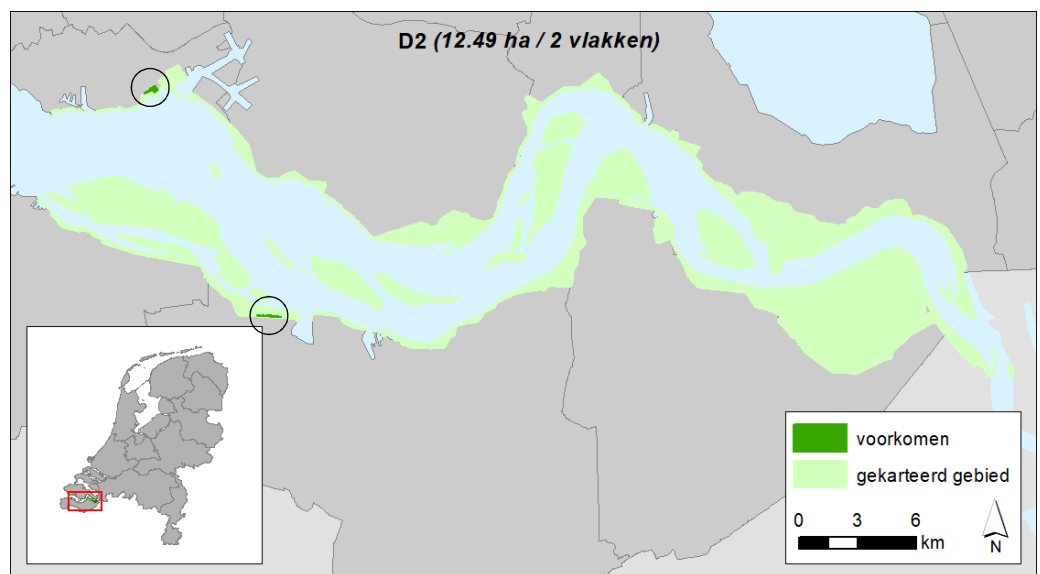 D2 (12.49 ha / 2 vlakken)
voorkomen
gekarteerd gebied
0 3 6
km
N